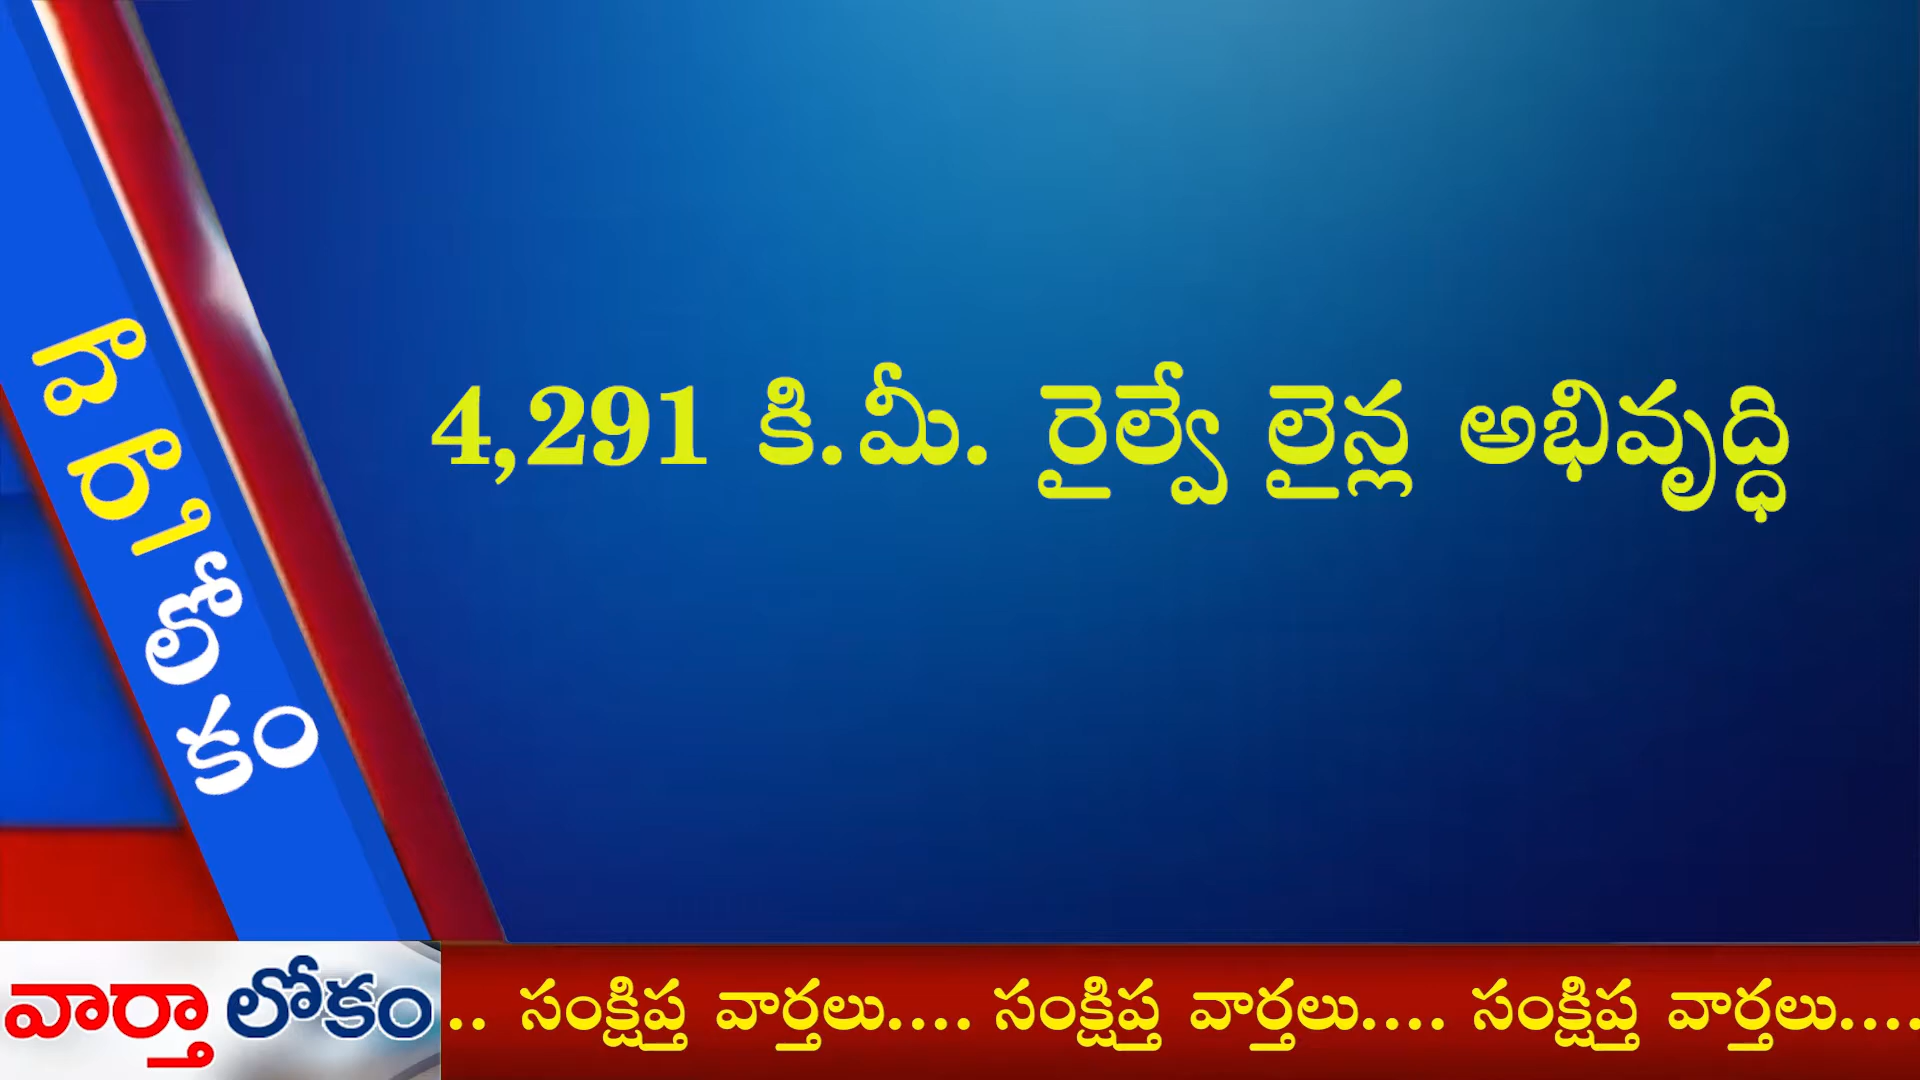 వార్తాలోకం
4,291 కి.మీ. రైల్వే లైన్ల అభివృద్ధి
వార్తా లోకం
.. సంక్షిప్త వార్తలు.... సంక్షిప్త వార్తలు.... సంక్షిప్త వార్తలు....